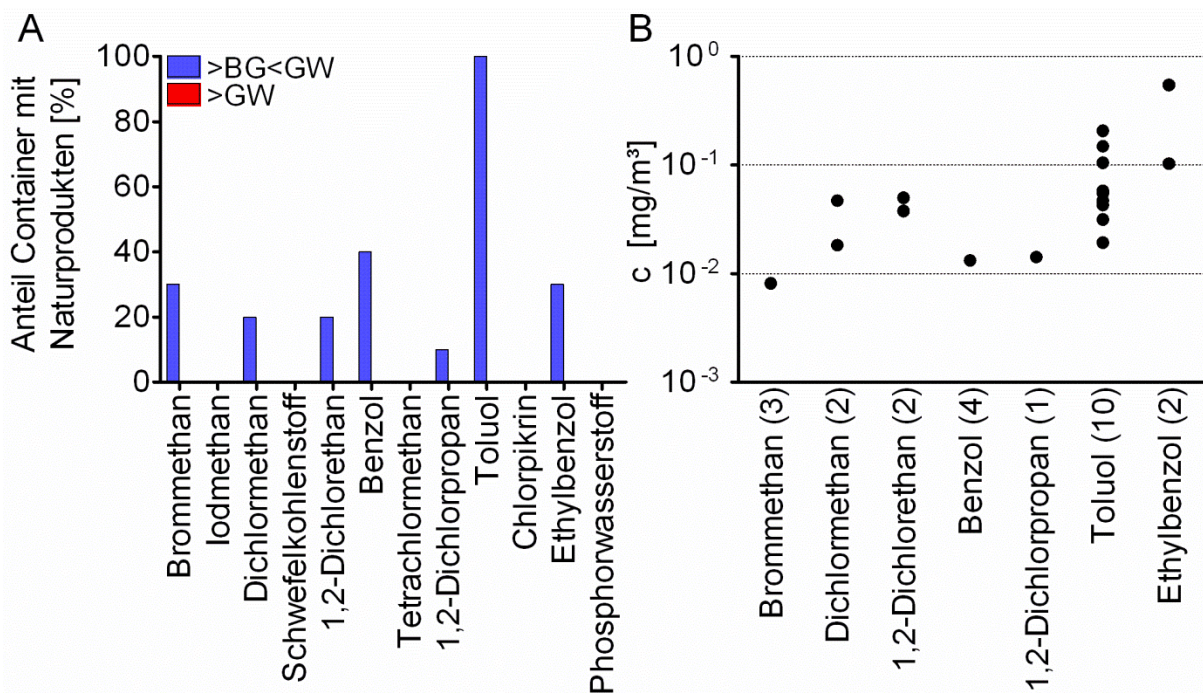 A
Anteil Container mit
Naturprodukten [%]
100
80
60
40
20
0
>BG<GW
>GW
Brommethan
Iodmethan
Dichlormethan
Schwefelkohlenstoff
1,2-Dichlorethan
Benzol
Tetrachlormethan
1,2-Dichlorpropan
Toluol
Chlorpikrin
Ethylbenzol
Phosphorwasserstoff
B
c [mg/m³]
10⁰
10⁻¹
10⁻²
10⁻³
Brommethan (3)
Dichlormethan (2)
1,2-Dichlorethan (2)
Benzol (4)
1,2-Dichlorpropan (1)
Toluol (10)
Ethylbenzol (2)